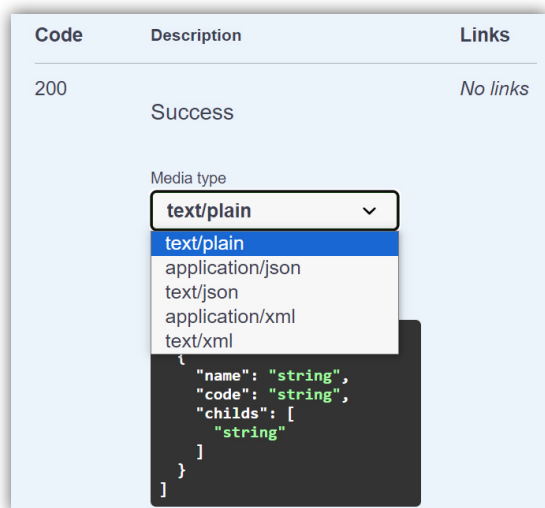 Code Description Links
200 Success No links
Media type
text/plain
text/plain
application/json
text/json
application/xml
text/xml
{
"name": "string",
"code": "string",
"childs": [
"string"
]
}
]